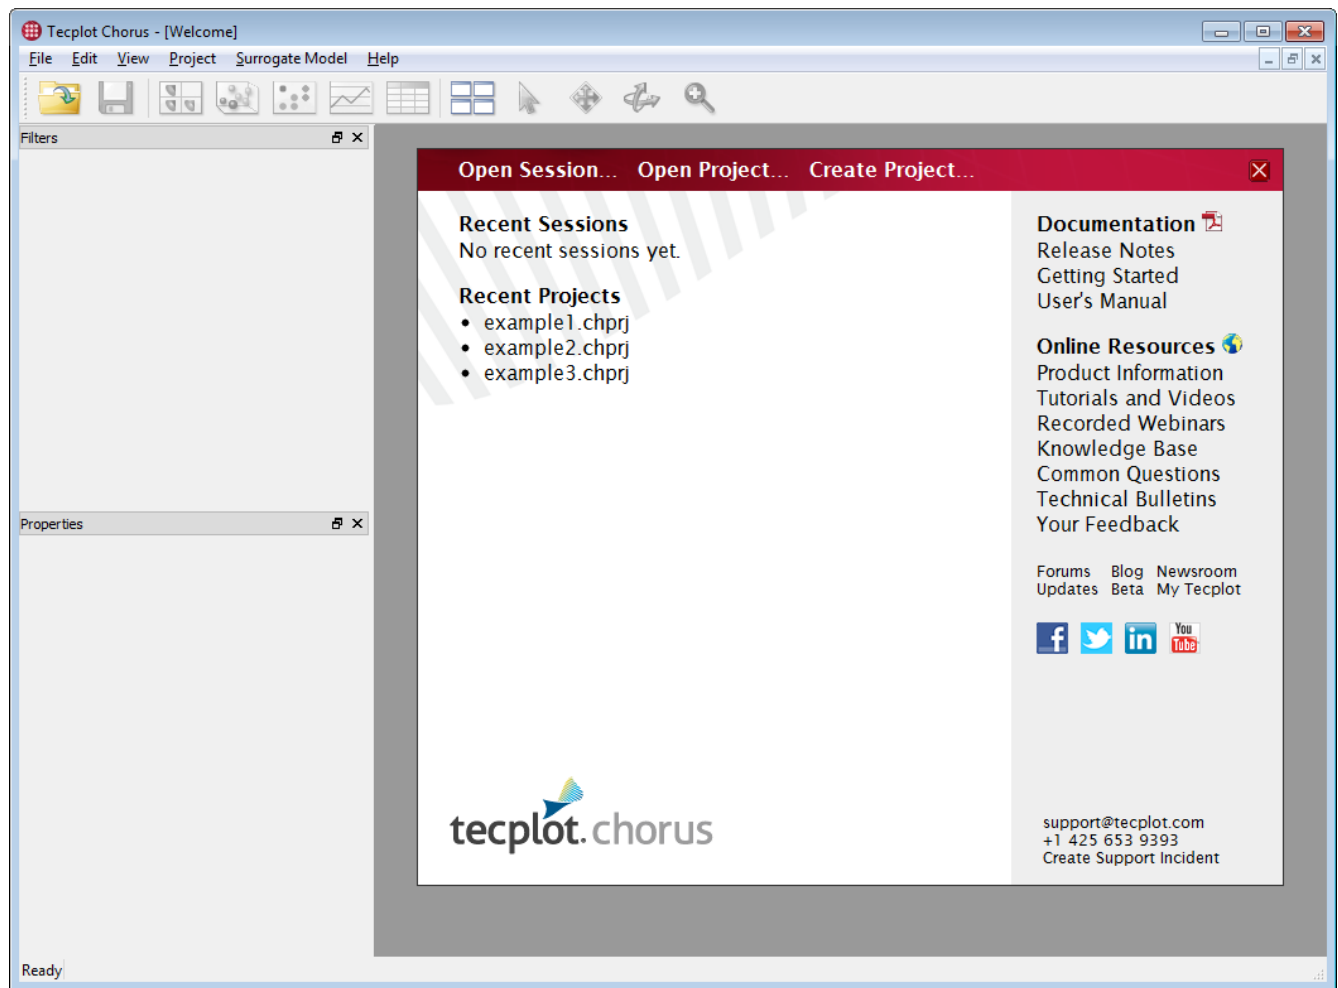 Tecplot Chorus - [Welcome]
File Edit View Project Surrogate Model Help
Filters
Properties
Open Session... Open Project... Create Project...
Recent Sessions
No recent sessions yet.
Recent Projects
• example1.chprj
• example2.chprj
• example3.chprj
tecplot.chorus
Documentation
Release Notes
Getting Started
User's Manual
Online Resources
Product Information
Tutorials and Videos
Recorded Webinars
Knowledge Base
Common Questions
Technical Bulletins
Your Feedback
Forums Blog Newsroom
Updates Beta My Tecplot
f in You Tube
support@tecplot.com
+1 425 653 9393
Create Support Incident
Ready